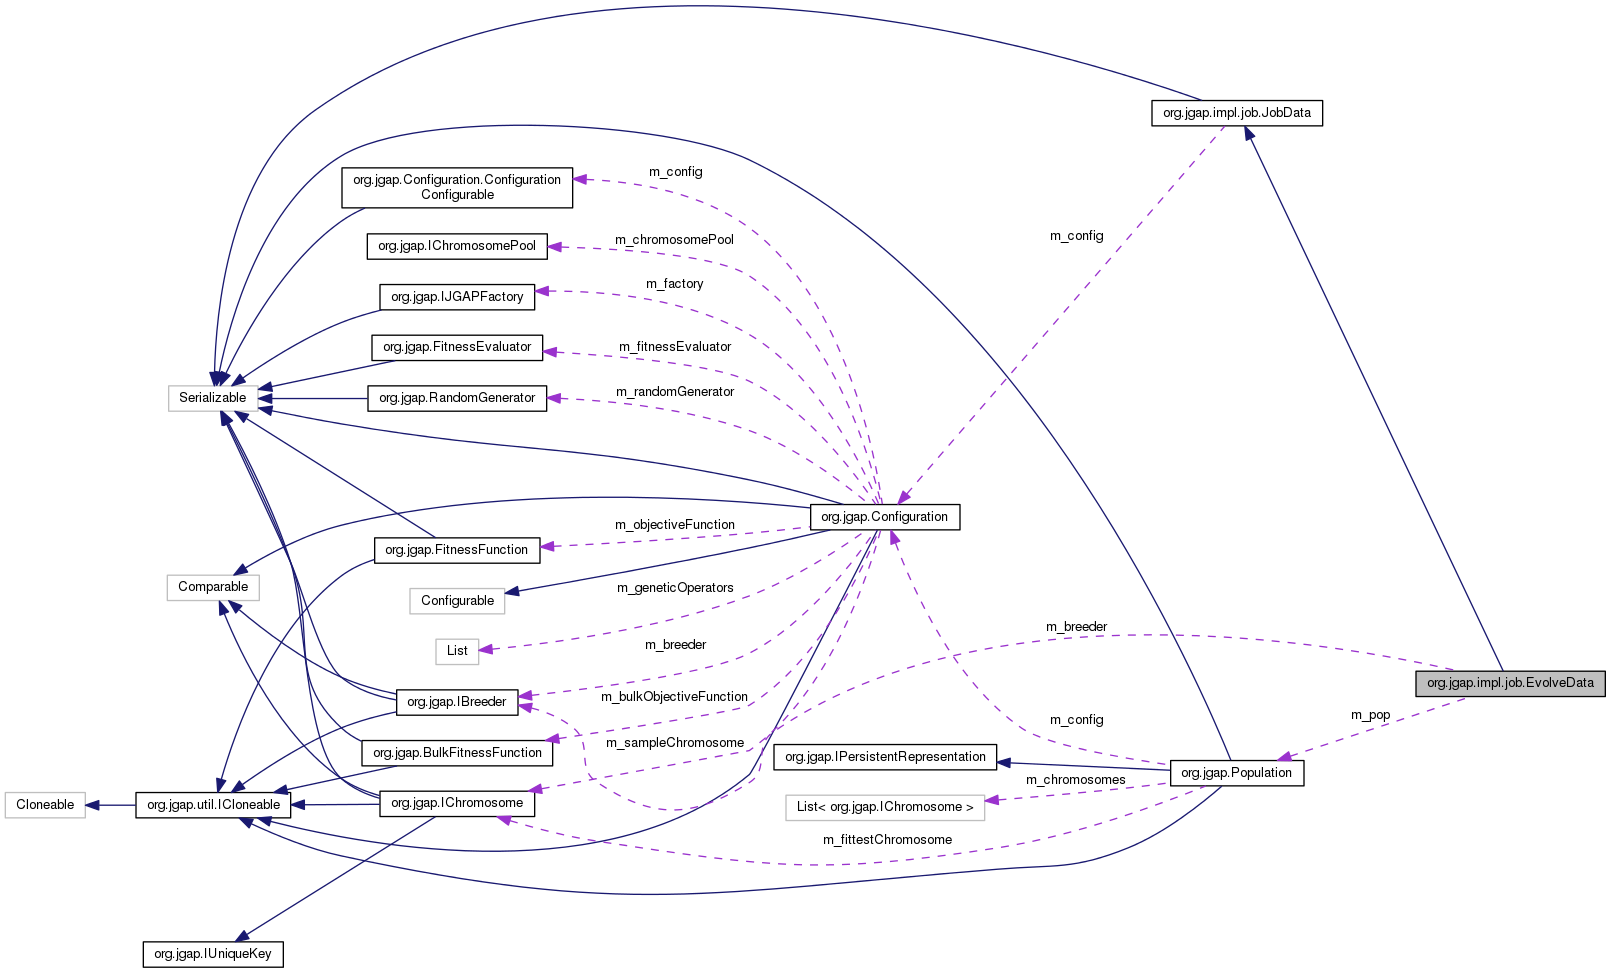 org.jgap.impl.job.JobData
m_config
org.jgap.Configuration.Configuration
Configurable
m_config
m_chromosomePool
org.jgap.IChromosomePool
m_factory
org.jgap.IJGAPFactory
m_fitnessEvaluator
org.jgap.FitnessEvaluator
m_randomGenerator
org.jgap.RandomGenerator
Serializable
org.jgap.Configuration
m_objectiveFunction
org.jgap.FitnessFunction
Comparable
m_geneticOperators
Configurable
m_breeder
m_breeder
List
org.jgap.impl.job.EvolveData
m_bulkObjectiveFunction
org.jgap.IBreeder
m_config
m_pop
m_sampleChromosome
org.jgap.BulkFitnessFunction
org.jgap.IPersistentRepresentation
org.jgap.Population
m_chromosomes
Cloneable
org.jgap.util.ICloneable
org.jgap.IChromosome
List< org.jgap.IChromosome >
m_fittestChromosome
org.jgap.IUniqueKey